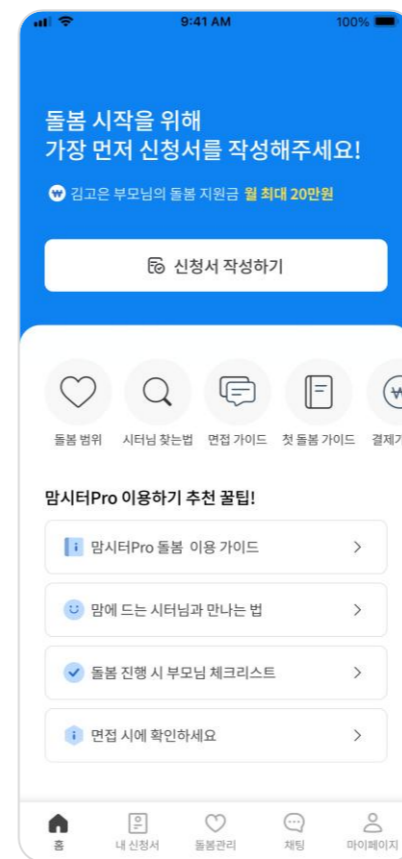 9:41 AM
100%
돌봄 시작을 위해
가장 먼저 신청서를 작성해주세요!
김고은 부모님의 돌봄 지원금 월 최대 20만원
신청서 작성하기
돌봄 범위
시터님 찾는법
면접 가이드
첫 돌봄 가이드
결제가
맘시터Pro 이용하기 추천 꿀팁!
맘시터Pro 돌봄 이용 가이드
맘에 드는 시터님과 만나는 법
돌봄 진행 시 부모님 체크리스트
면접 시에 확인하세요
홈
내 신청서
돌봄관리
채팅
마이페이지